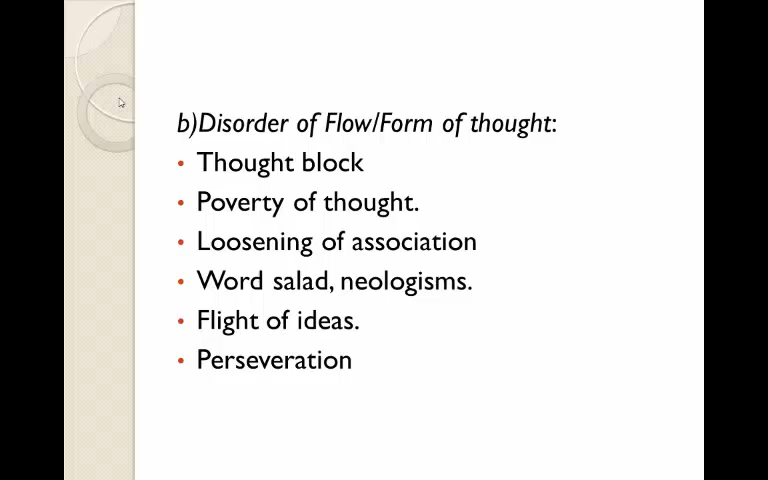 b)Disorder of Flow/Form of thought:
• Thought block
• Poverty of thought.
• Loosening of association
• Word salad, neologisms.
• Flight of ideas.
• Perseveration